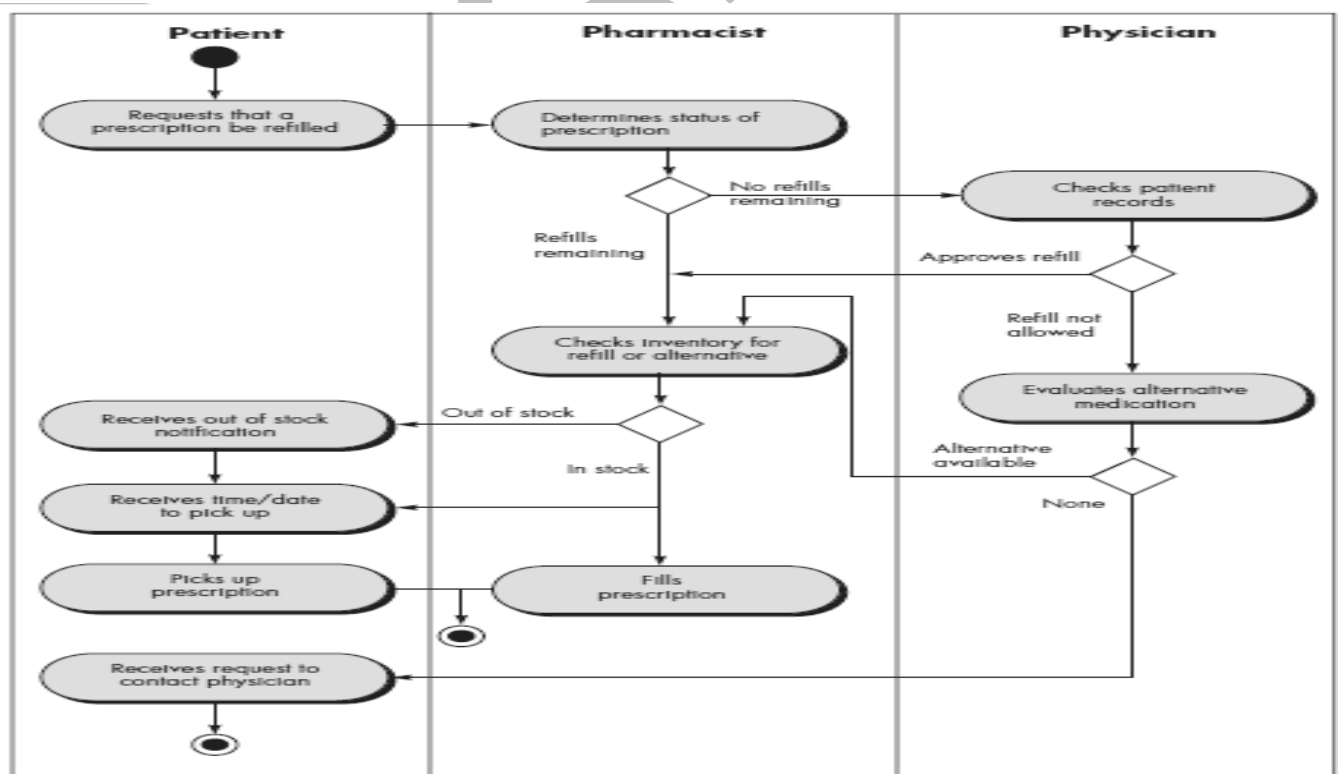 Patient
Pharmacist
Physician
Requests that a
prescription be refilled
Determines status of
prescription
No refills
remaining
Checks patient
records
Refills
remaining
Approves refill
Refill not
allowed
Checks inventory for
refill or alternative
Evaluates alternative
medication
Receives out of stock
notification
Out of stock
Alternative
available
In stock
None
Receives time/date
to pick up
Picks up
prescription
Fills
prescription
Receives request to
contact physician